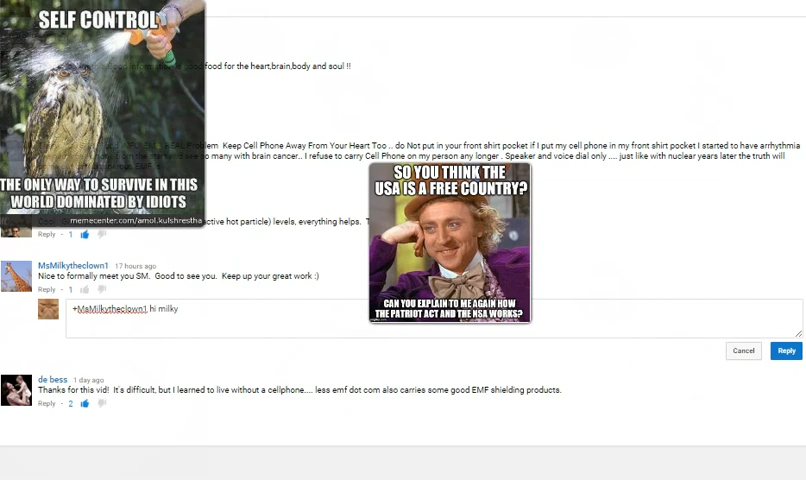 SELF CONTROL
THE ONLY WAY TO SURVIVE IN THIS
WORLD DOMINATED BY IDIOTS
memecenter.com/amol.kulshrestha
food for the heart,brain,body and soul !!
REAL Problem Keep Cell Phone Away From Your Heart Too .. do Not put in your front shirt pocket if I put my cell phone in my front shirt pocket I started to have arrhythmia
so many with brain cancer.. I refuse to carry Cell Phone on my person any longer . Speaker and voice dial only .... just like with nuclear years later the truth will
SO YOU THINK THE
USA IS A FREE COUNTRY?
CAN YOU EXPLAIN TO ME AGAIN HOW
THE PATRIOT ACT AND THE NSA WORKS?
active hot particle) levels, everything helps.
Reply · 1
MsMilkytheclown1 17 hours ago
Nice to formally meet you SM. Good to see you. Keep up your great work :)
Reply · 1
+MsMilkytheclown1 hi milky
Cancel Reply
de bess 1 day ago
Thanks for this vid! It's difficult, but I learned to live without a cellphone.... less emf dot com also carries some good EMF shielding products.
Reply · 2